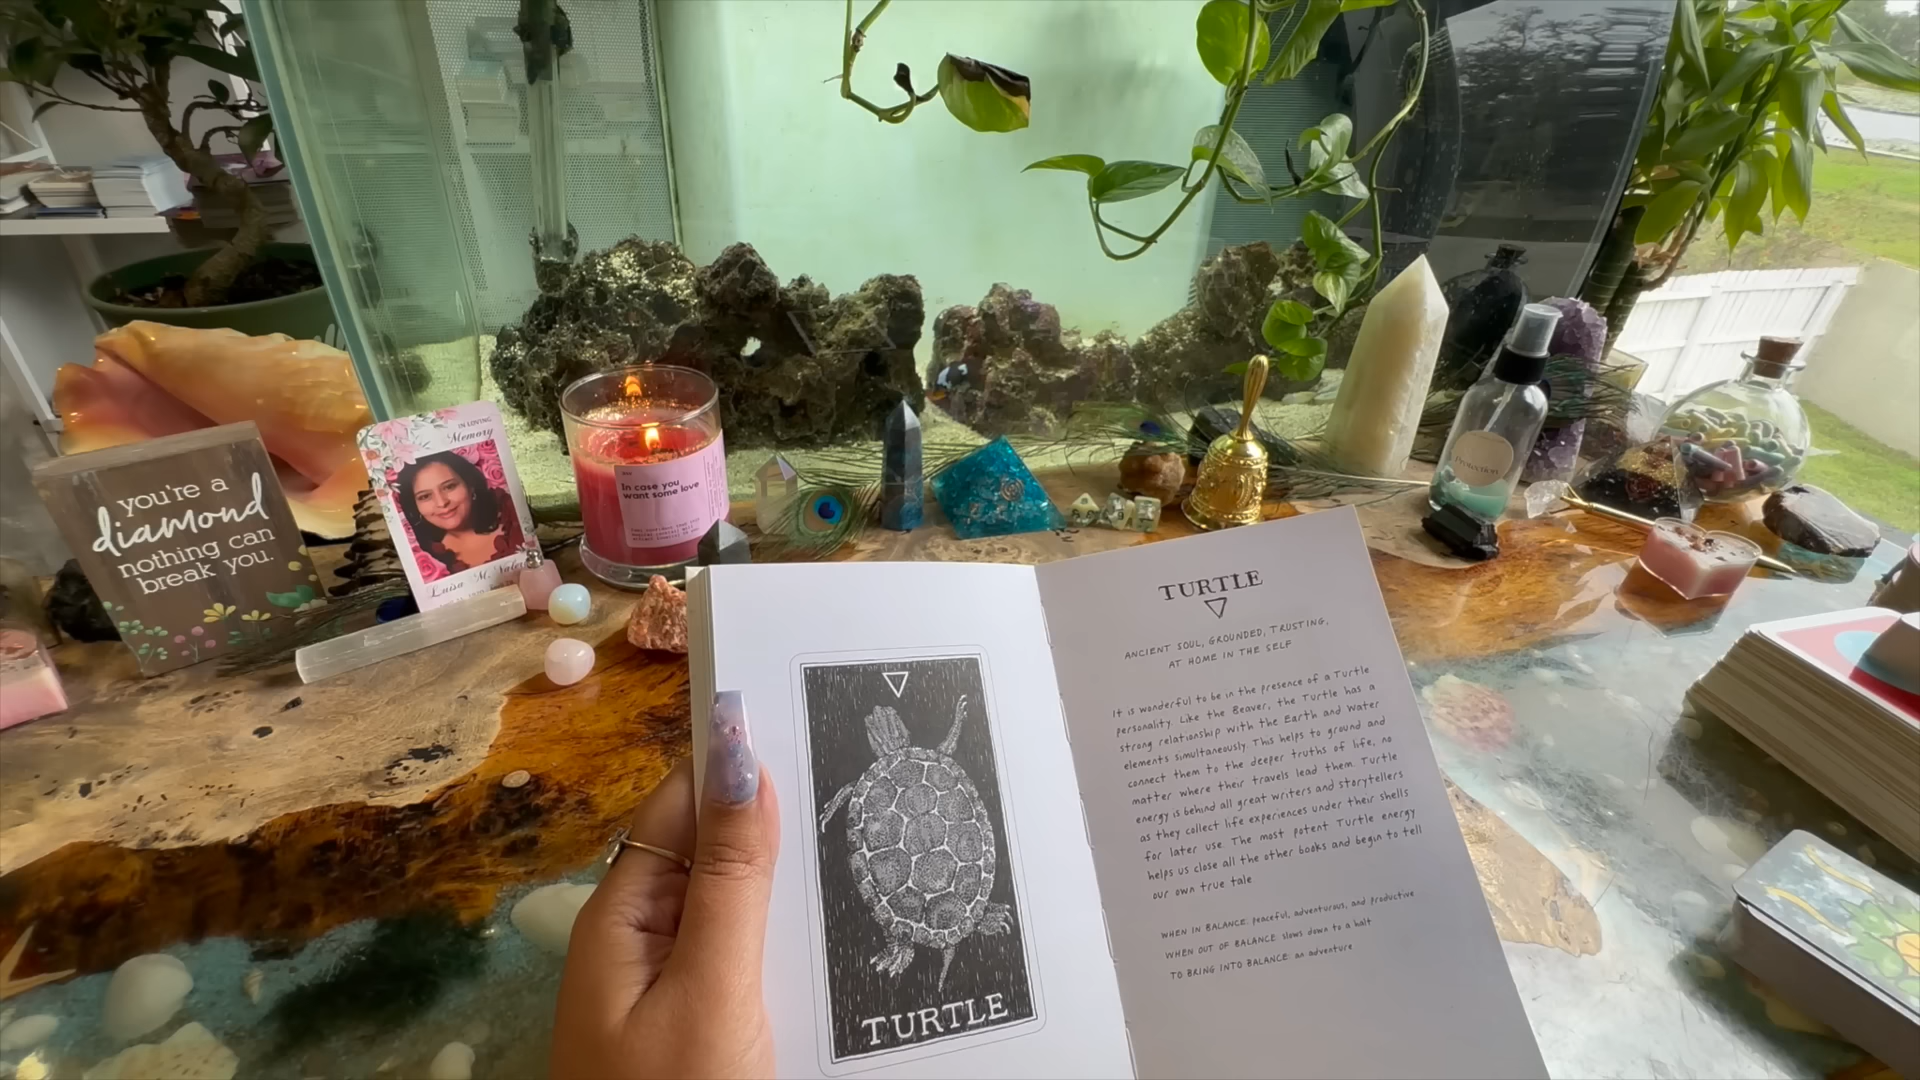 you're a
diamond
nothing can
break you.
IN LOVING
Memory
Luisa M.
In case you
want some love
Protection
TURTLE
TURTLE
ANCIENT SOUL, GROUNDED, TRUSTING,
AT HOME IN THE SELF
It is wonderful to be in the presence of a Turtle
personality. Like the Beaver, the Turtle has a
strong relationship with the Earth and Water
elements simultaneously. This helps to ground and
connect them to the deeper truths of life, no
matter where their travels lead them. Turtle
energy is behind all great writers and storytellers
as they collect life experiences under their shells
for later use. The most potent Turtle energy
helps us close all the other books and begin to tell
our own true tale
WHEN IN BALANCE: peaceful, adventurous, and productive
WHEN OUT OF BALANCE: slows down to a halt
TO BRING INTO BALANCE: an adventure